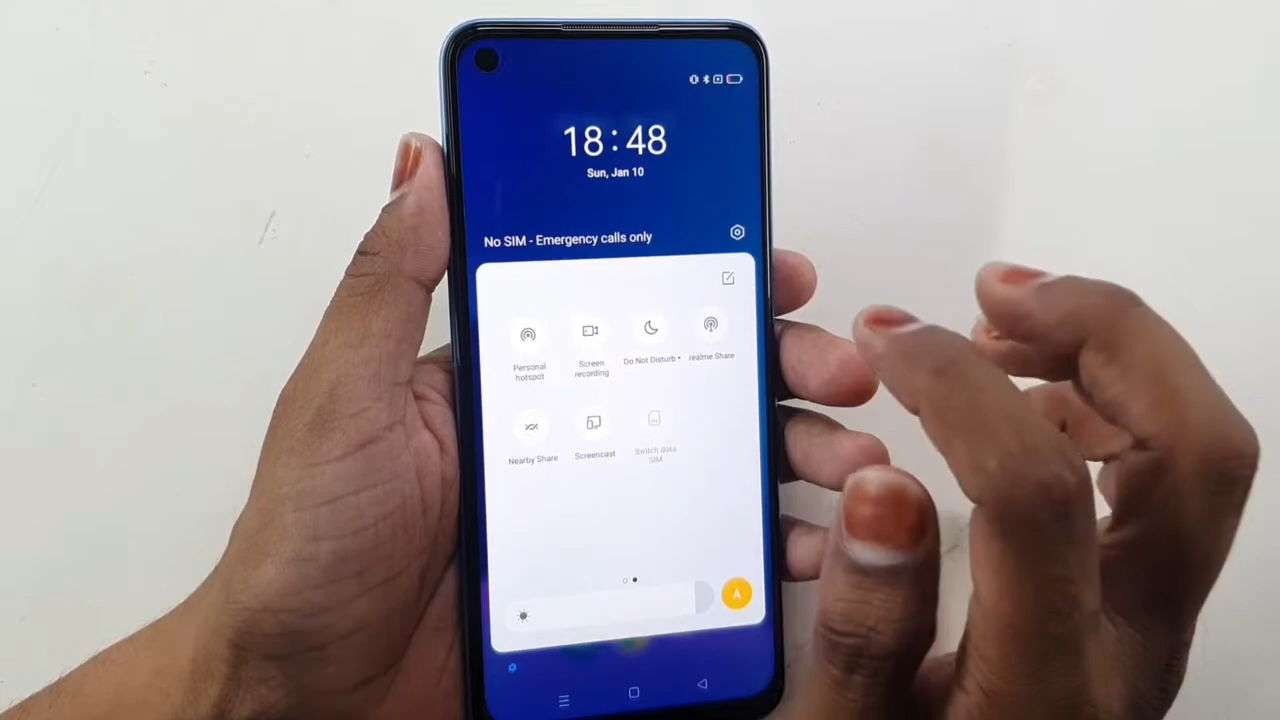 18:48
Sun, Jan 10
No SIM - Emergency calls only
Personal
hotspot
Screen
recording
Do Not Disturb
realme Share
Nearby Share
Screencast
Switch data
SIM
A